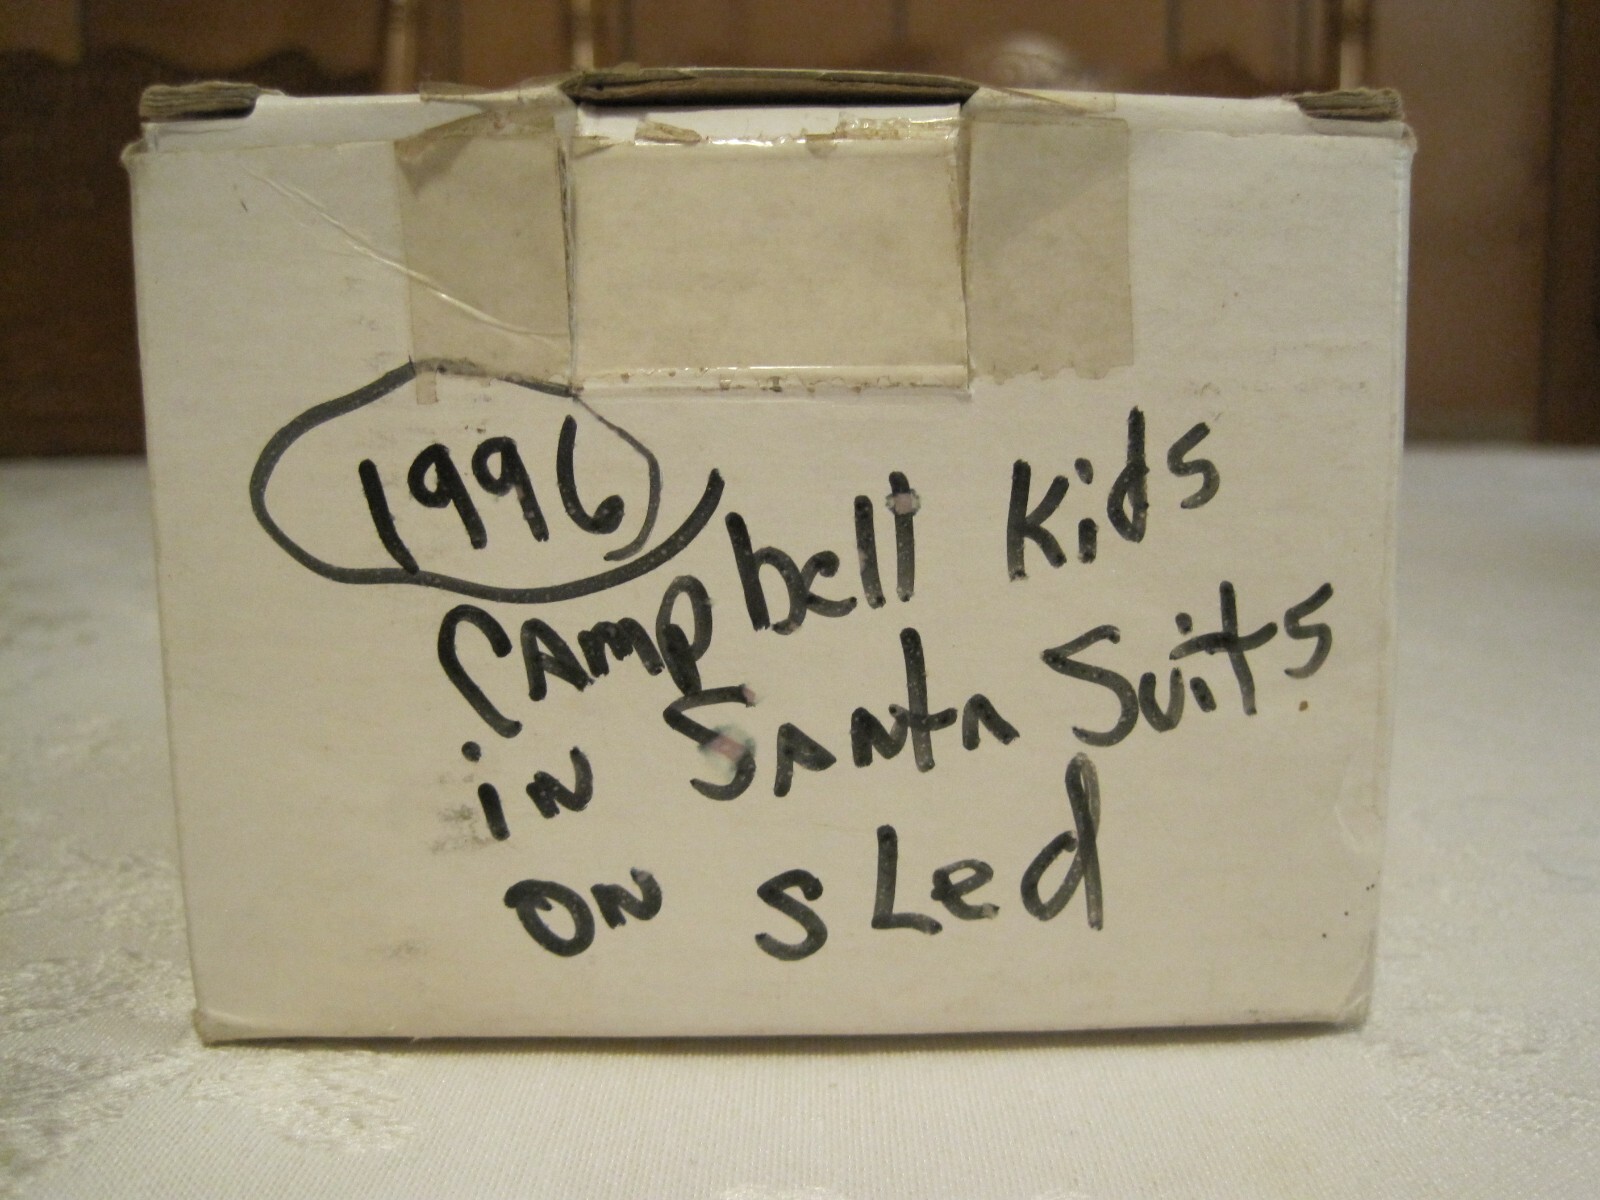 1996
Campbell Kids
in Santa Suits
on sLed